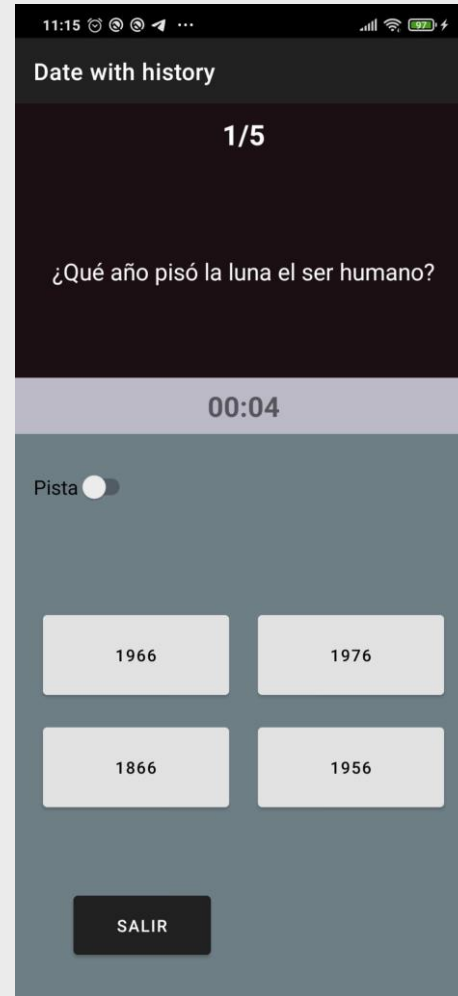 11:15
97
Date with history
1/5
¿Qué año pisó la luna el ser humano?
00:04
Pista
1966
1976
1866
1956
SALIR